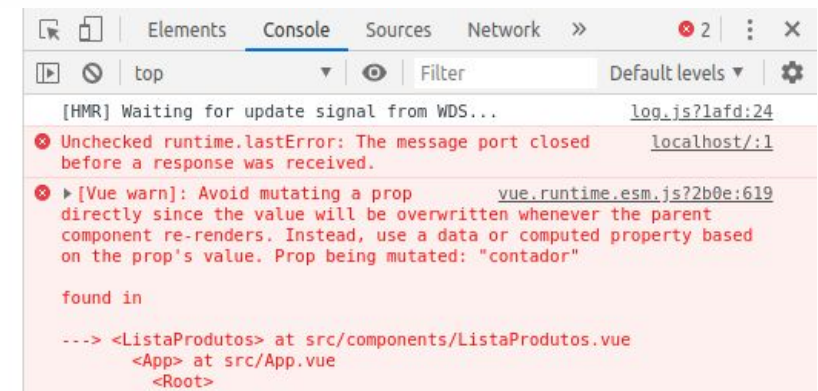 Elements Console Sources Network » 2
top Filter Default levels
[HMR] Waiting for update signal from WDS... log.js?1afd:24
Unchecked runtime.lastError: The message port closed localhost/:1
before a response was received.
[Vue warn]: Avoid mutating a prop vue.runtime.esm.js?2b0e:619
directly since the value will be overwritten whenever the parent
component re-renders. Instead, use a data or computed property based
on the prop's value. Prop being mutated: "contador"
found in
---> <ListaProdutos> at src/components/ListaProdutos.vue
<App> at src/App.vue
<Root>